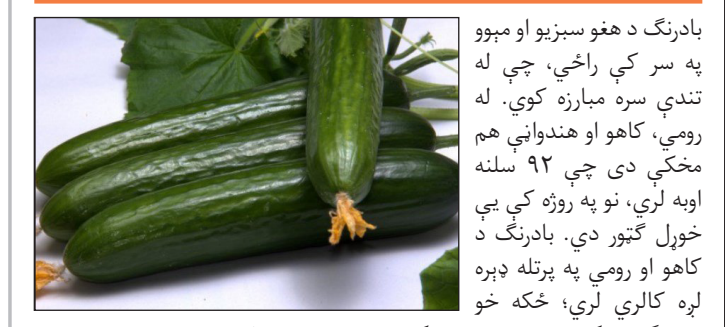 بادرنګ د هغو سبزيو او مېوو
په سر کې راځي، چې له
تندې سره مبارزه کوي. له
رومي، کاهو او هندواڼې هم
مخکې دی چې ۹۲ سلنه
اوبه لري، نو په روژه کې يې
خوړل ګټور دي. بادرنګ د
کاهو او رومي په پرتله ډېره
لږه کالري لري؛ ځکه خو